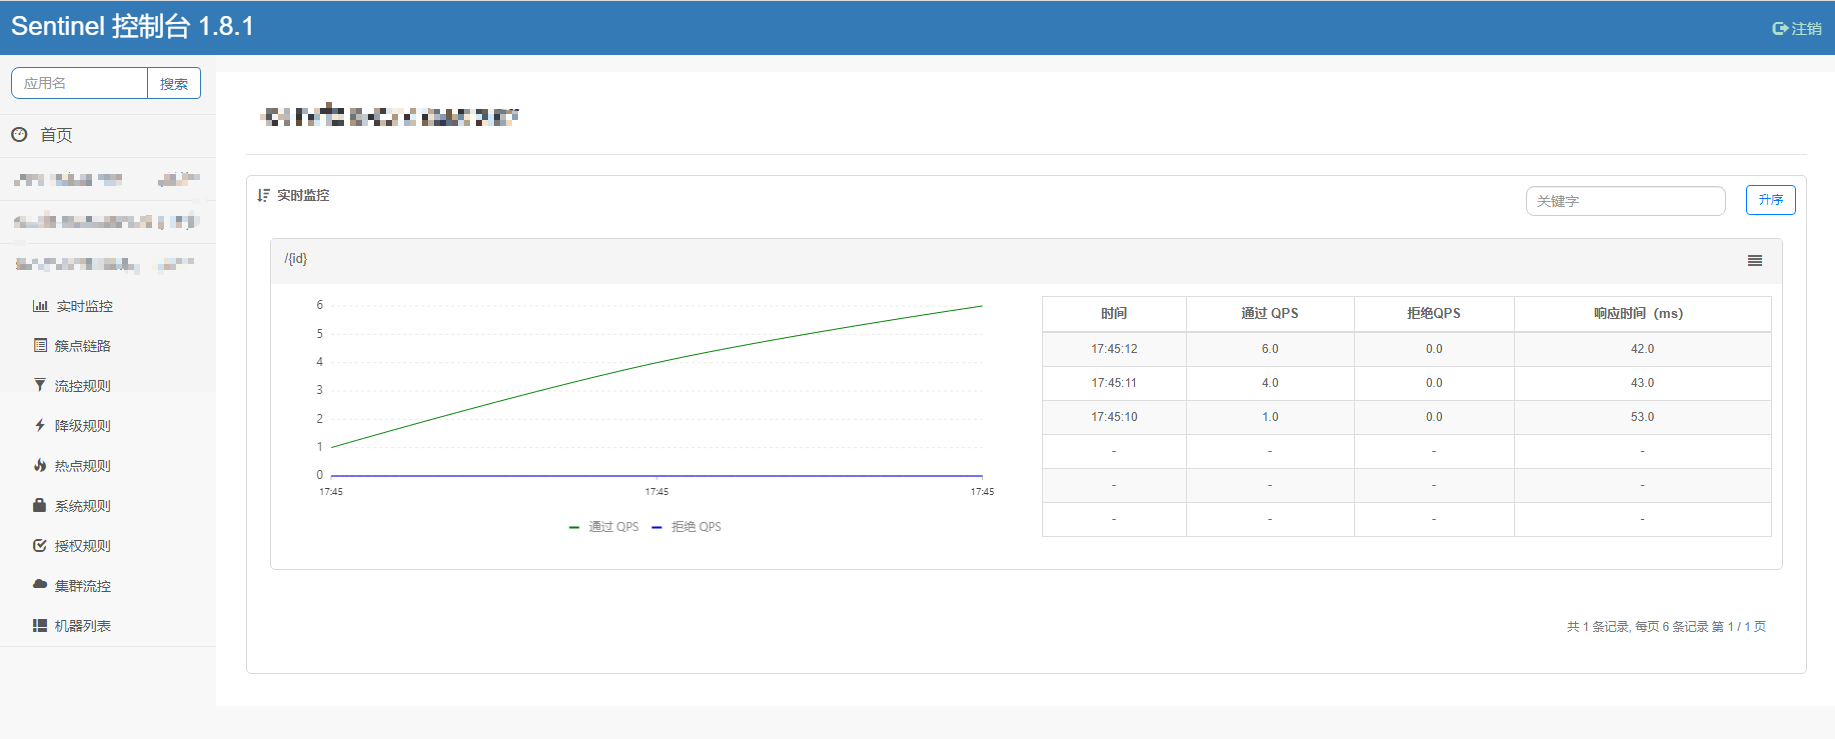 Sentinel 控制台 1.8.1
注销
应用名
搜索
首页
实时监控
簇点链路
流控规则
降级规则
热点规则
系统规则
授权规则
集群流控
机器列表
实时监控
关键字
升序
/{id}
6
5
4
3
2
1
0
17:45 17:45 17:45
通过 QPS 拒绝 QPS
时间 通过 QPS 拒绝QPS 响应时间（ms）
17:45:12 6.0 0.0 42.0
17:45:11 4.0 0.0 43.0
17:45:10 1.0 0.0 53.0
- - - -
- - - -
- - - -
共 1 条记录, 每页 6 条记录 第 1 / 1 页